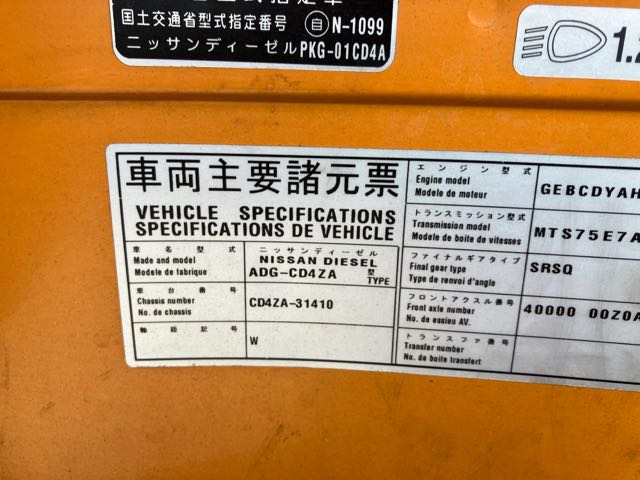 国土交通省型式指定番号 自 N-1099
ニッサンディーゼル PKG-01CD4A
1.2
車両主要諸元票
VEHICLE SPECIFICATIONS
SPECIFICATIONS DE VEHICLE
車名型式
Made and model
Modele de fabrique
ニッサンディーゼル
NISSAN DIESEL
ADG-CD4ZA 型 TYPE
車台番号
Chassis number
No. de chassis
CD4ZA-31410
軸距記号
W
エンジン型式
Engine model
Modele de moteur
GEBCDYAH
トランスミッション型式
Transmission model
Modele de boite de vitesses
MTS75E7A
ファイナルギアタイプ
Final gear type
Type de renvoi d'angle
SRSQ
フロントアクスル番号
Front axle number
No. de essieu AV.
40000 00Z0A
トランスファ番号
Transfer number
No. de boite transfert